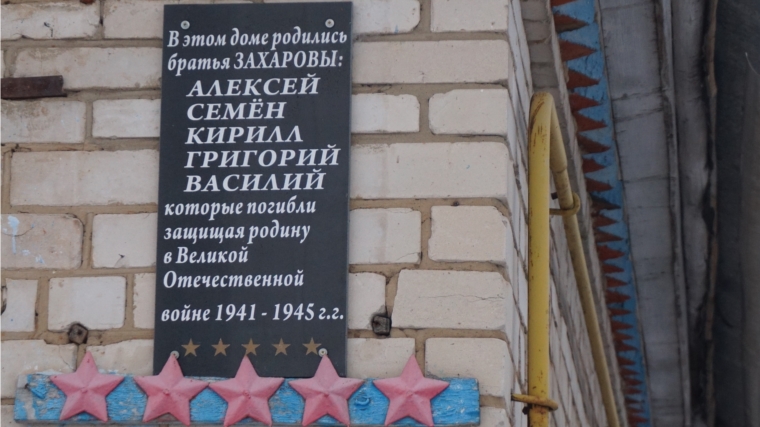 В этом доме родились
братья ЗАХАРОВЫ:
АЛЕКСЕЙ
СЕМЁН
КИРИЛЛ
ГРИГОРИЙ
ВАСИЛИЙ
которые погибли
защищая родину
в Великой
Отечественной
войне 1941 - 1945 г.г.